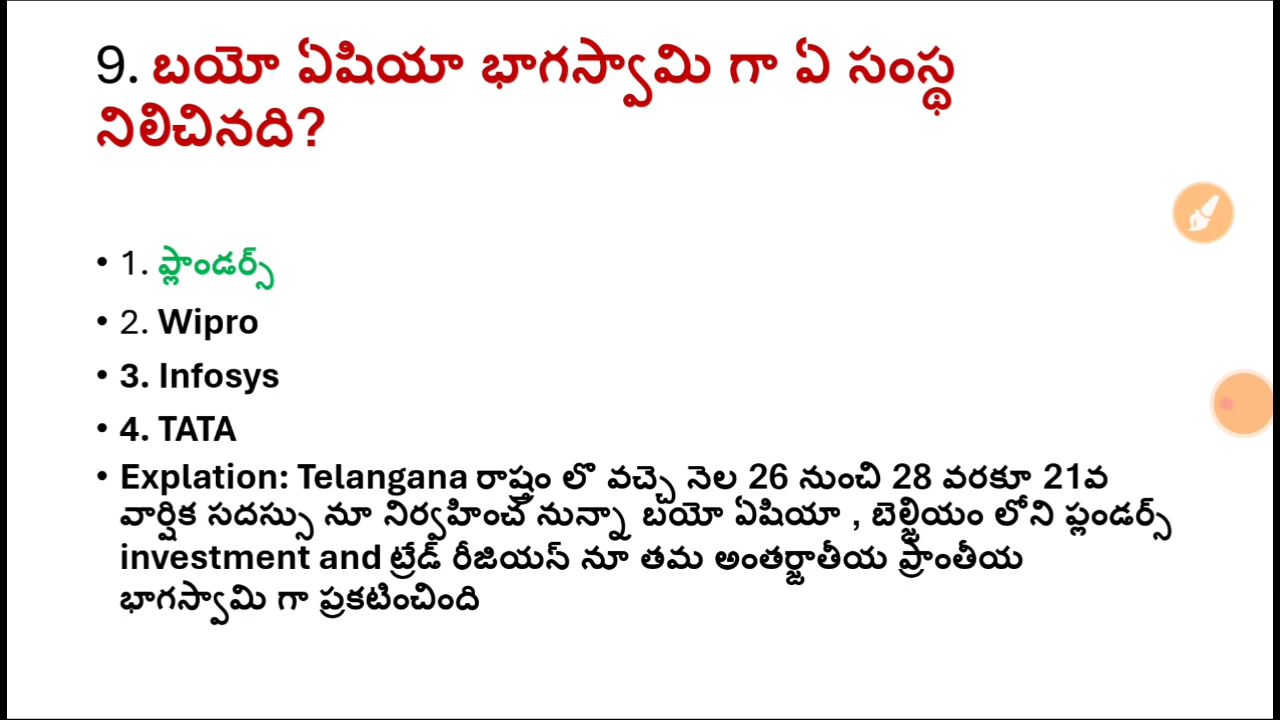 9. బయో ఏషియా భాగస్వామి గా ఏ సంస్థ
నిలిచినది?
• 1. ఫ్లాండర్స్
• 2. Wipro
• 3. Infosys
• 4. TATA
• Explation: Telangana రాష్త్రం లొ వచ్చె నెల 26 నుంచి 28 వరకూ 21వ
వార్షిక సదస్సు నూ నిర్వహించ నున్నా బయో ఏషియా , బెల్జియం లోని ఫ్లండర్స్
investment and ట్రేడ్ రీజియన్ నూ తమ అంతర్జాతీయ ప్రాంతీయ
భాగస్వామి గా ప్రకటించింది